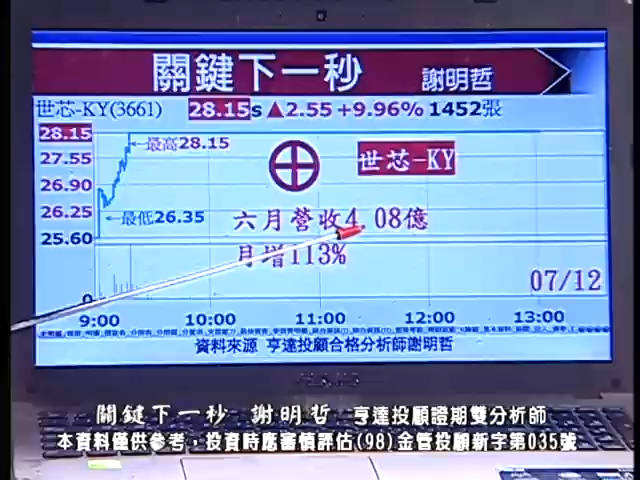 關鍵下一秒 謝明哲
世芯-KY(3661) 28.15s ▲2.55 +9.96% 1452張
28.15
←最高28.15
27.55
世芯-KY
26.90
26.25
←最低26.35
六月營收4.08億
25.60
月增113%
07/12
0
9:00 10:00 11:00 12:00 13:00
資料來源 亨達投顧合格分析師謝明哲
關鍵下一秒 謝明哲 亨達投顧證期雙分析師
本資料僅供參考，投資時應審慎評估(98)金管投顧新字第035號